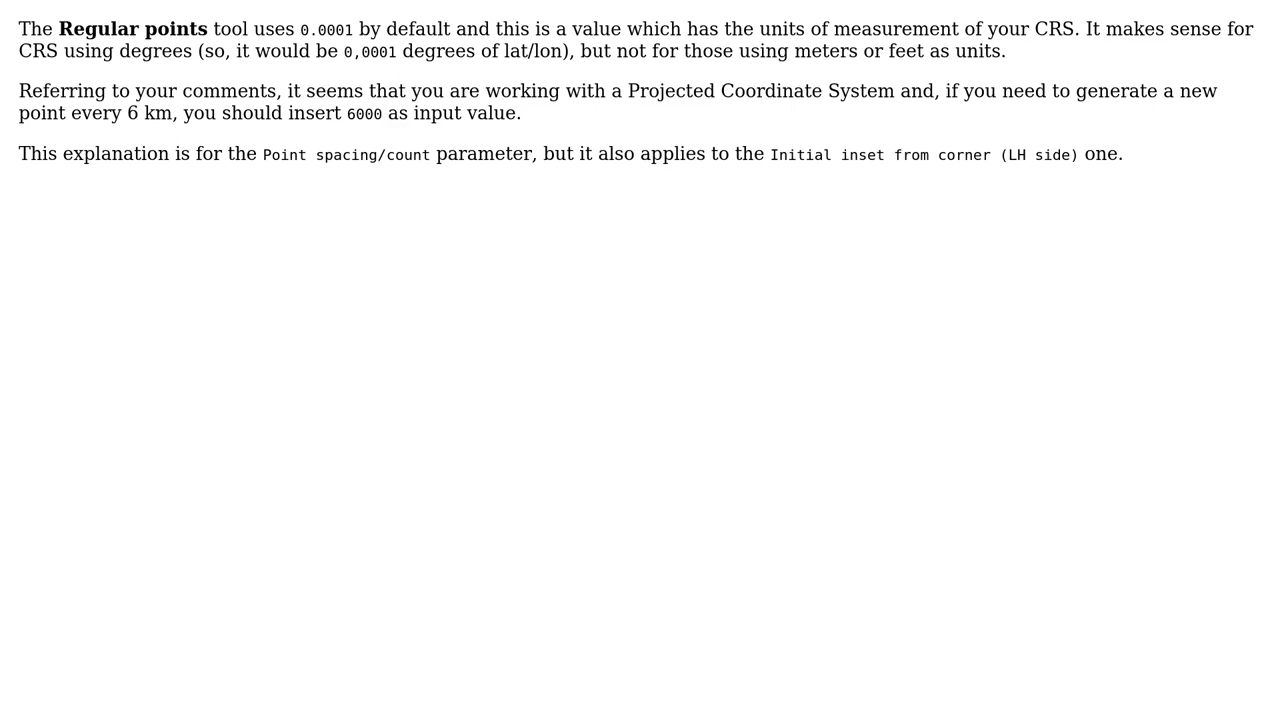 The Regular points tool uses 0.0001 by default and this is a value which has the units of measurement of your CRS. It makes sense for
CRS using degrees (so, it would be 0,0001 degrees of lat/lon), but not for those using meters or feet as units.
Referring to your comments, it seems that you are working with a Projected Coordinate System and, if you need to generate a new
point every 6 km, you should insert 6000 as input value.
This explanation is for the Point spacing/count parameter, but it also applies to the Initial inset from corner (LH side) one.